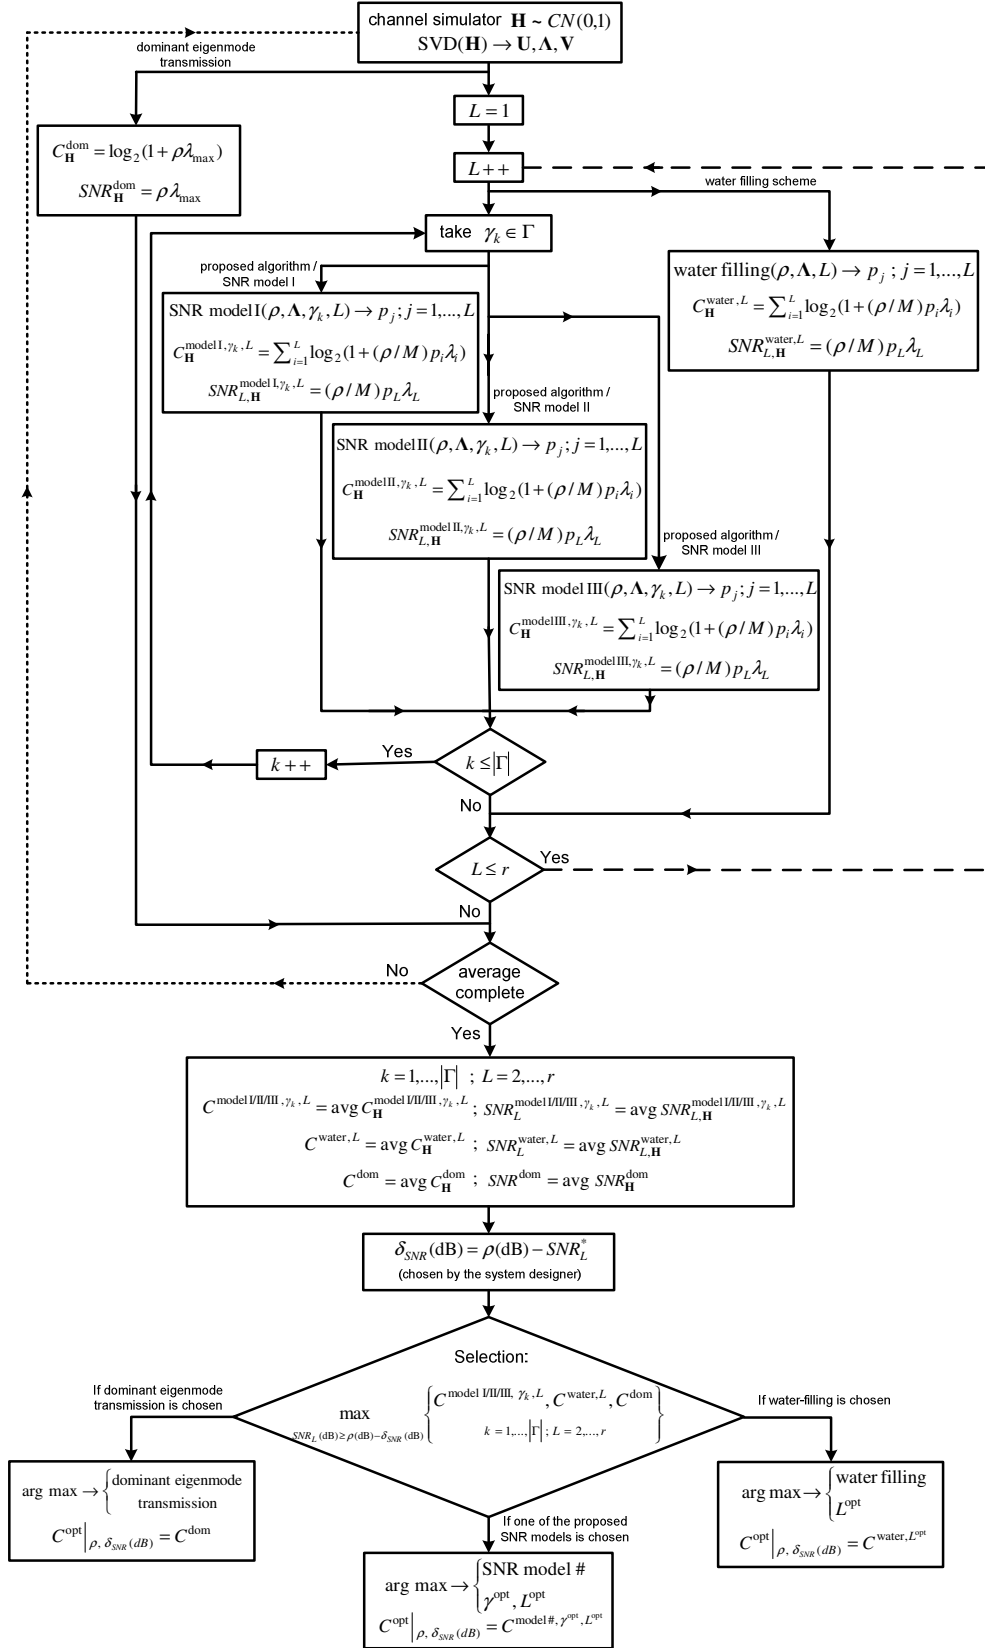 channel simulator H ~ CN(0,1)
SVD(H) → U, Λ, V
dominant eigenmode
transmission
L = 1
C_H^dom = log₂(1 + ρλ_max)
SNR_H^dom = ρλ_max
L + +
water filling scheme
take γ_k ∈ Γ
proposed algorithm /
SNR model I
water filling(ρ, Λ, L) → p_j ; j = 1,..., L
C_H^{water, L} = ∑_{i=1}^{L} log₂(1 + (ρ / M) p_i λ_i)
SNR_{L,H}^{water, L} = (ρ / M) p_L λ_L
SNR model I(ρ, Λ, γ_k, L) → p_j; j = 1,..., L
C_H^{model I, γ_k, L} = ∑_{i=1}^{L} log₂(1 + (ρ / M) p_i λ_i)
SNR_{L,H}^{model I, γ_k, L} = (ρ / M) p_L λ_L
proposed algorithm /
SNR model II
SNR model II(ρ, Λ, γ_k, L) → p_j; j = 1,..., L
C_H^{model II, γ_k, L} = ∑_{i=1}^{L} log₂(1 + (ρ / M) p_i λ_i)
SNR_{L,H}^{model II, γ_k, L} = (ρ / M) p_L λ_L
proposed algorithm /
SNR model III
SNR model III(ρ, Λ, γ_k, L) → p_j; j = 1,..., L
C_H^{model III, γ_k, L} = ∑_{i=1}^{L} log₂(1 + (ρ / M) p_i λ_i)
SNR_{L,H}^{model III, γ_k, L} = (ρ / M) p_L λ_L
Yes
k + +
k ≤ |Γ|
No
L ≤ r
Yes
No
No
average
complete
Yes
k = 1,...,|Γ| ; L = 2,..., r
C^{model I/II/III, γ_k, L} = avg C_H^{model I/II/III, γ_k, L} ; SNR_L^{model I/II/III, γ_k, L} = avg SNR_{L,H}^{model I/II/III, γ_k, L}
C^{water, L} = avg C_H^{water, L} ; SNR_L^{water, L} = avg SNR_{L,H}^{water, L}
C^dom = avg C_H^dom ; SNR^dom = avg SNR_H^dom
δ_SNR(dB) = ρ(dB) − SNR_L^*
(chosen by the system designer)
Selection:
max_{SNR_L(dB) ≥ ρ(dB) − δ_SNR(dB)} {C^{model I/II/III, γ_k, L}, C^{water, L}, C^dom}
k = 1,...,|Γ| ; L = 2,..., r
If dominant eigenmode
transmission is chosen
If water-filling is chosen
arg max → {dominant eigenmode
transmission
C^opt|_{ρ, δ_SNR(dB)} = C^dom
arg max → {water filling
L^opt
C^opt|_{ρ, δ_SNR(dB)} = C^{water, L^opt}
If one of the proposed
SNR models is chosen
arg max → {SNR model #
γ^opt, L^opt
C^opt|_{ρ, δ_SNR(dB)} = C^{model #, γ^opt, L^opt}